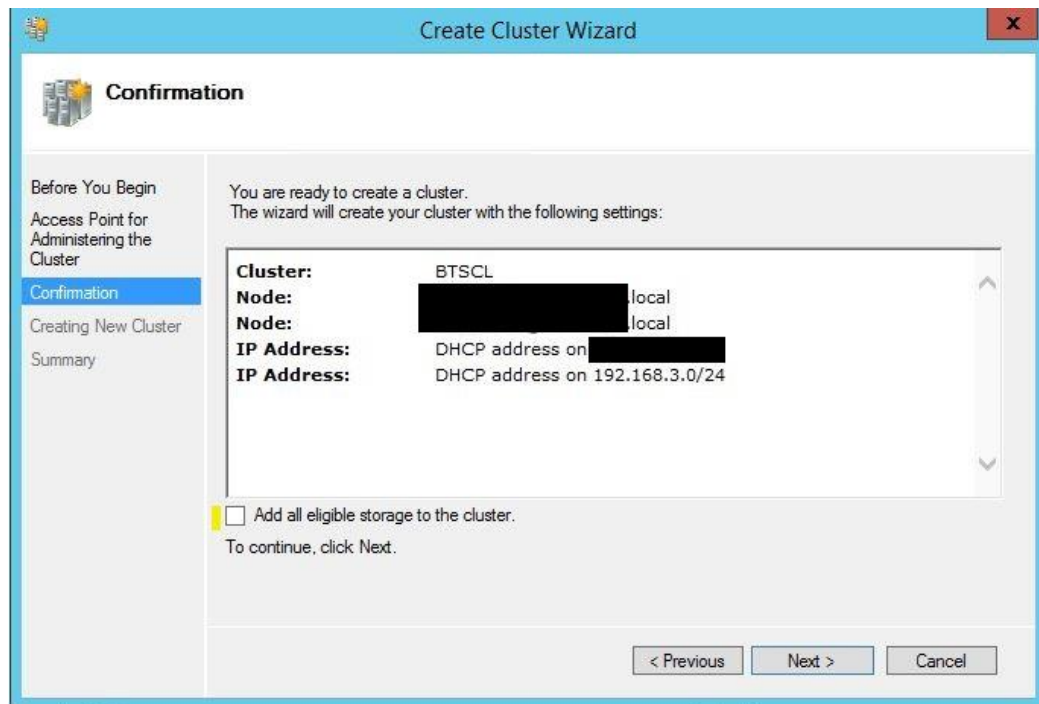 Create Cluster Wizard
x
Confirmation
Before You Begin
Access Point for
Administering the
Cluster
Confirmation
Creating New Cluster
Summary
You are ready to create a cluster.
The wizard will create your cluster with the following settings:
Cluster: BTSCL
Node: .local
Node: .local
IP Address: DHCP address on
IP Address: DHCP address on 192.168.3.0/24
Add all eligible storage to the cluster.
To continue, click Next.
< Previous
Next >
Cancel